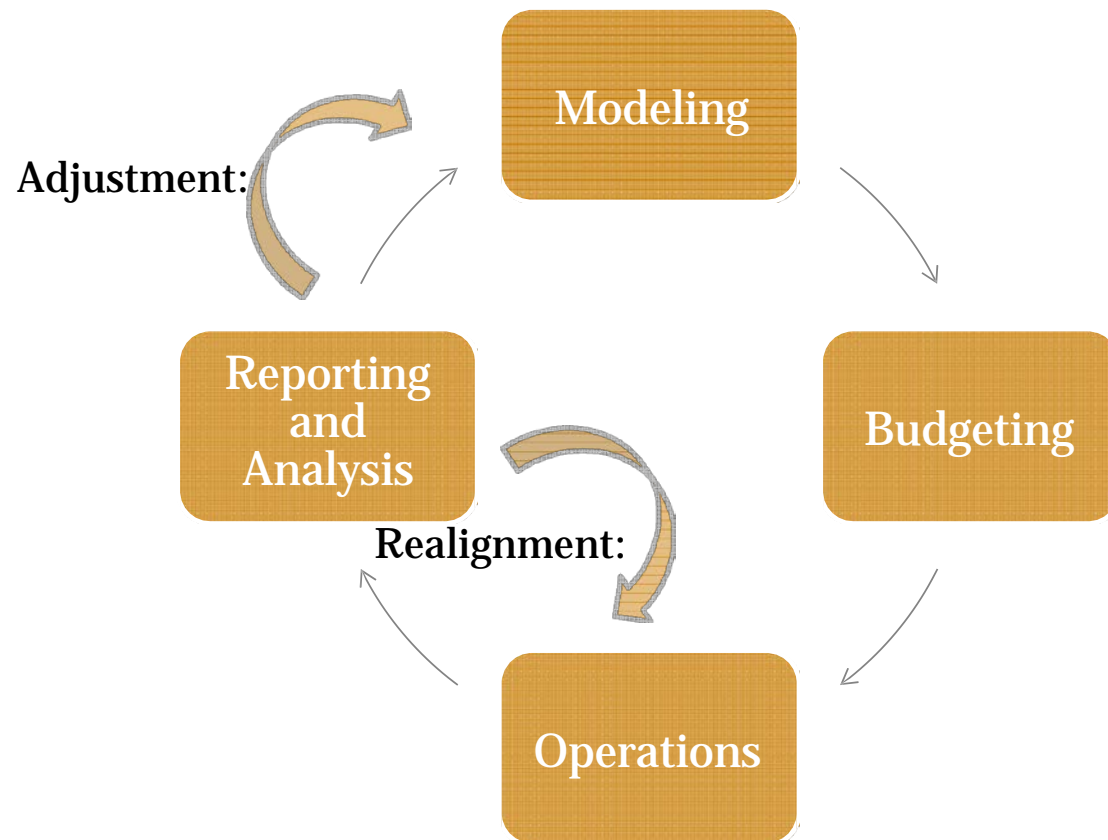 Modeling
Adjustment:
Reporting
and
Analysis
Budgeting
Realignment:
Operations